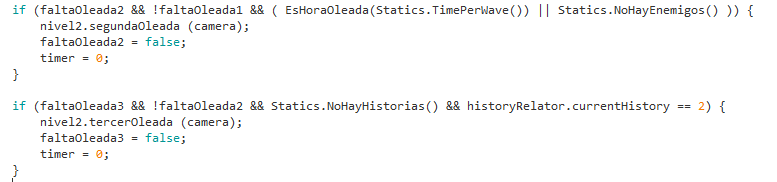 if (faltaOleada2 && !faltaOleada1 && ( EsHoraOleada(Statics.TimePerWave()) || Statics.NoHayEnemigos() )) {
    nivel2.segundaOleada (camera);
    faltaOleada2 = false;
    timer = 0;
}

if (faltaOleada3 && !faltaOleada2 && Statics.NoHayHistorias() && historyRelator.currentHistory == 2) {
    nivel2.tercerOleada (camera);
    faltaOleada3 = false;
    timer = 0;
}